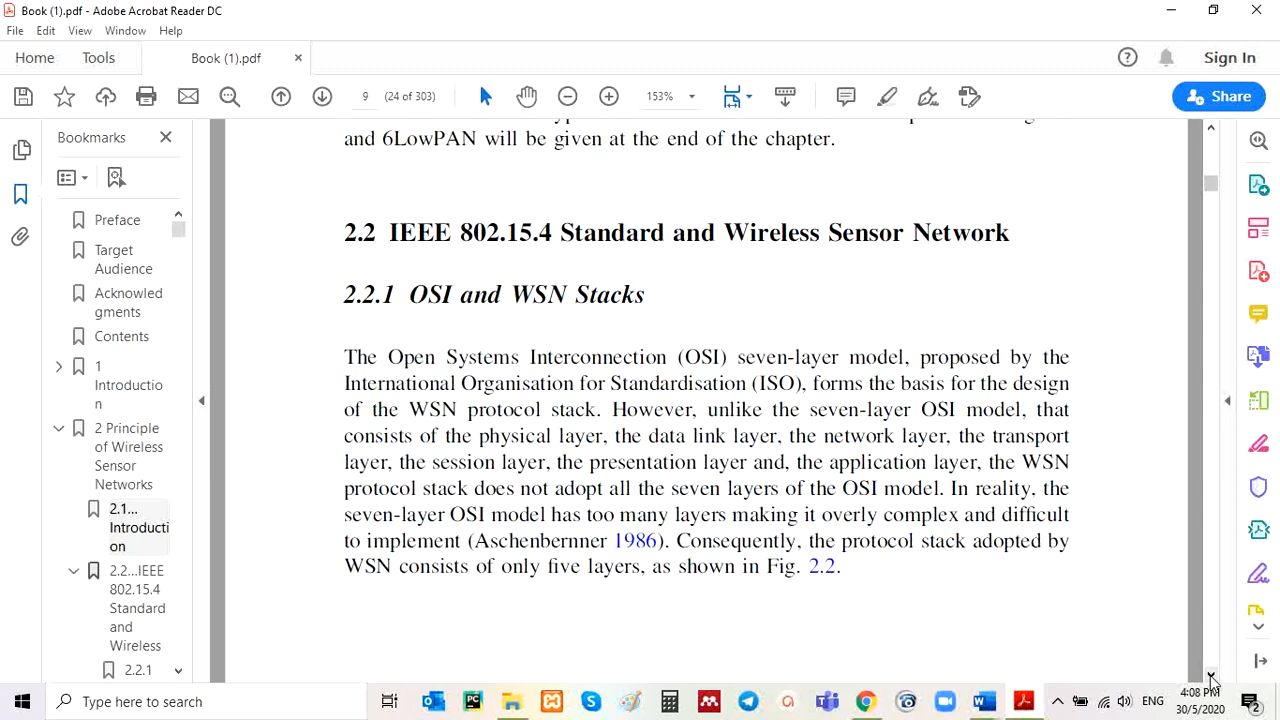 Book (1).pdf - Adobe Acrobat Reader DC
File Edit View Window Help
Home Tools Book (1).pdf × Sign In
9 (24 of 303) 153% Share
Bookmarks
Preface
Target
Audience
Acknowled
gments
Contents
1
Introductio
n
2 Principle
of Wireless
Sensor
Networks
2.1...
Introducti
on
2.2...IEEE
802.15.4
Standard
and
Wireless
2.2.1
and 6LowPAN will be given at the end of the chapter.
2.2 IEEE 802.15.4 Standard and Wireless Sensor Network
2.2.1 OSI and WSN Stacks
The Open Systems Interconnection (OSI) seven-layer model, proposed by the
International Organisation for Standardisation (ISO), forms the basis for the design
of the WSN protocol stack. However, unlike the seven-layer OSI model, that
consists of the physical layer, the data link layer, the network layer, the transport
layer, the session layer, the presentation layer and, the application layer, the WSN
protocol stack does not adopt all the seven layers of the OSI model. In reality, the
seven-layer OSI model has too many layers making it overly complex and difficult
to implement (Aschenbernner 1986). Consequently, the protocol stack adopted by
WSN consists of only five layers, as shown in Fig. 2.2.
Type here to search
ENG
4:08 PM
30/5/2020
2